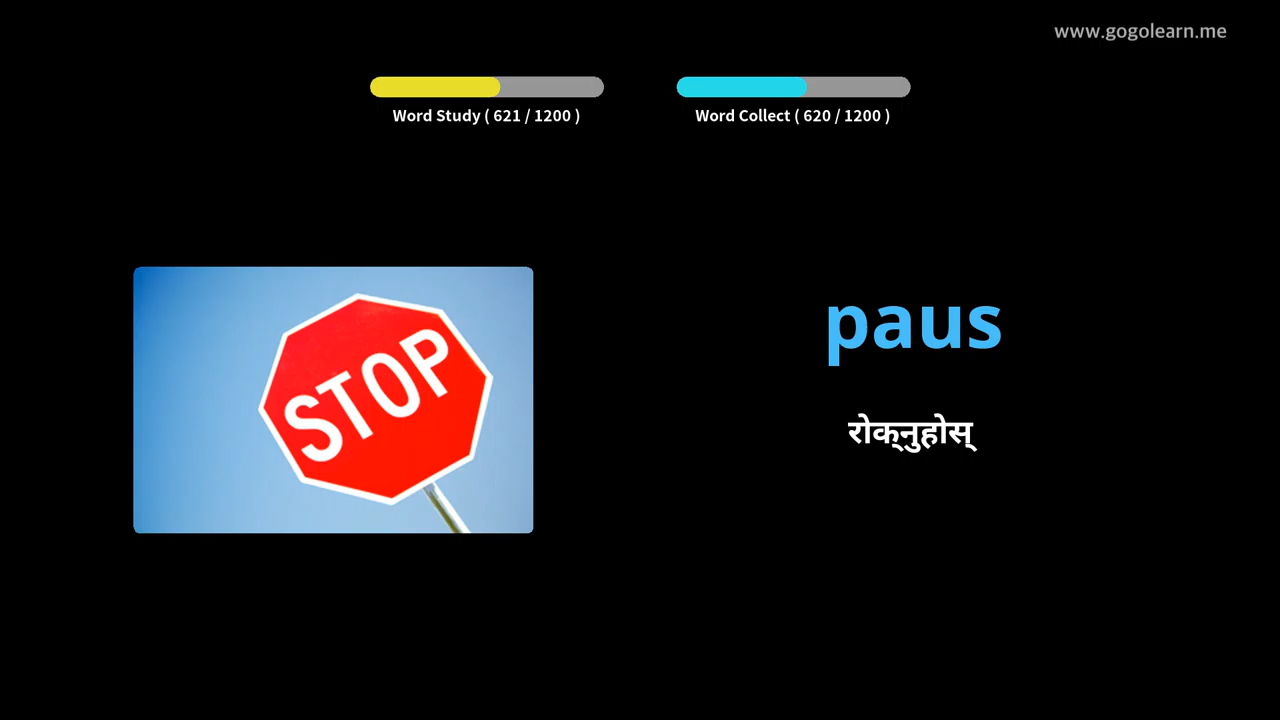 www.gogolearn.me
Word Study ( 621 / 1200 )
Word Collect ( 620 / 1200 )
STOP
paus
रोक्नुहोस्